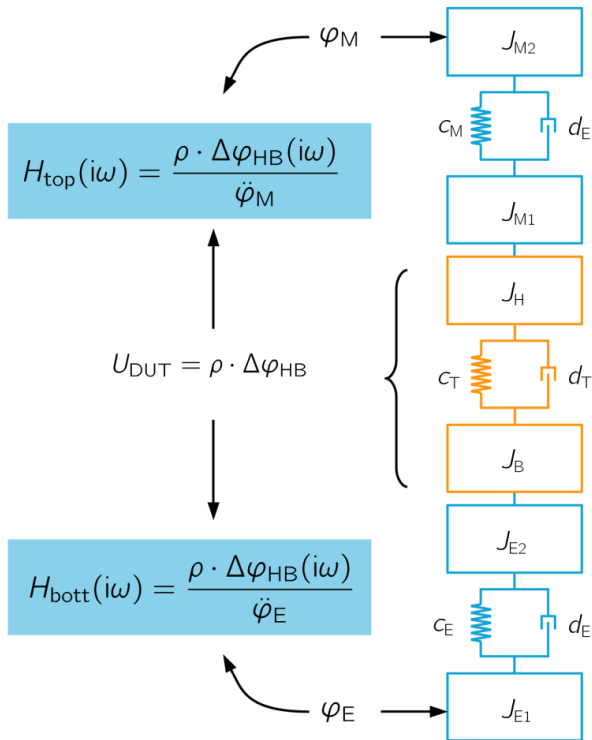 φ_M
J_M2
c_M
d_E
H_top(iω) = ρ · Δφ_HB(iω) / φ̈_M
J_M1
J_H
U_DUT = ρ · Δφ_HB
c_T
d_T
J_B
H_bott(iω) = ρ · Δφ_HB(iω) / φ̈_E
J_E2
c_E
d_E
φ_E
J_E1